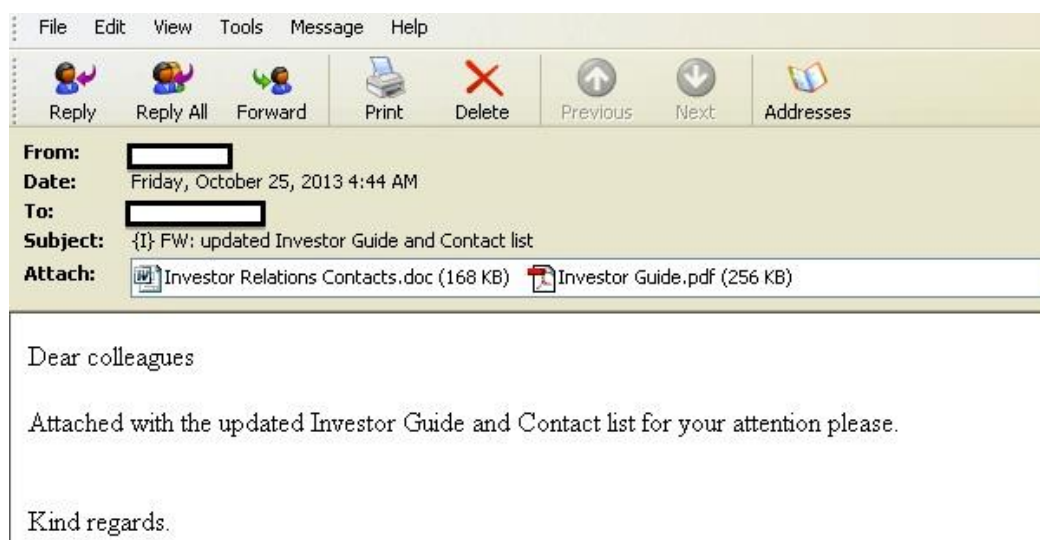 File Edit View Tools Message Help
Reply Reply All Forward Print Delete Previous Next Addresses
From:
Date: Friday, October 25, 2013 4:44 AM
To:
Subject: {I} FW: updated Investor Guide and Contact list
Attach: Investor Relations Contacts.doc (168 KB) Investor Guide.pdf (256 KB)
Dear colleagues
Attached with the updated Investor Guide and Contact list for your attention please.
Kind regards.